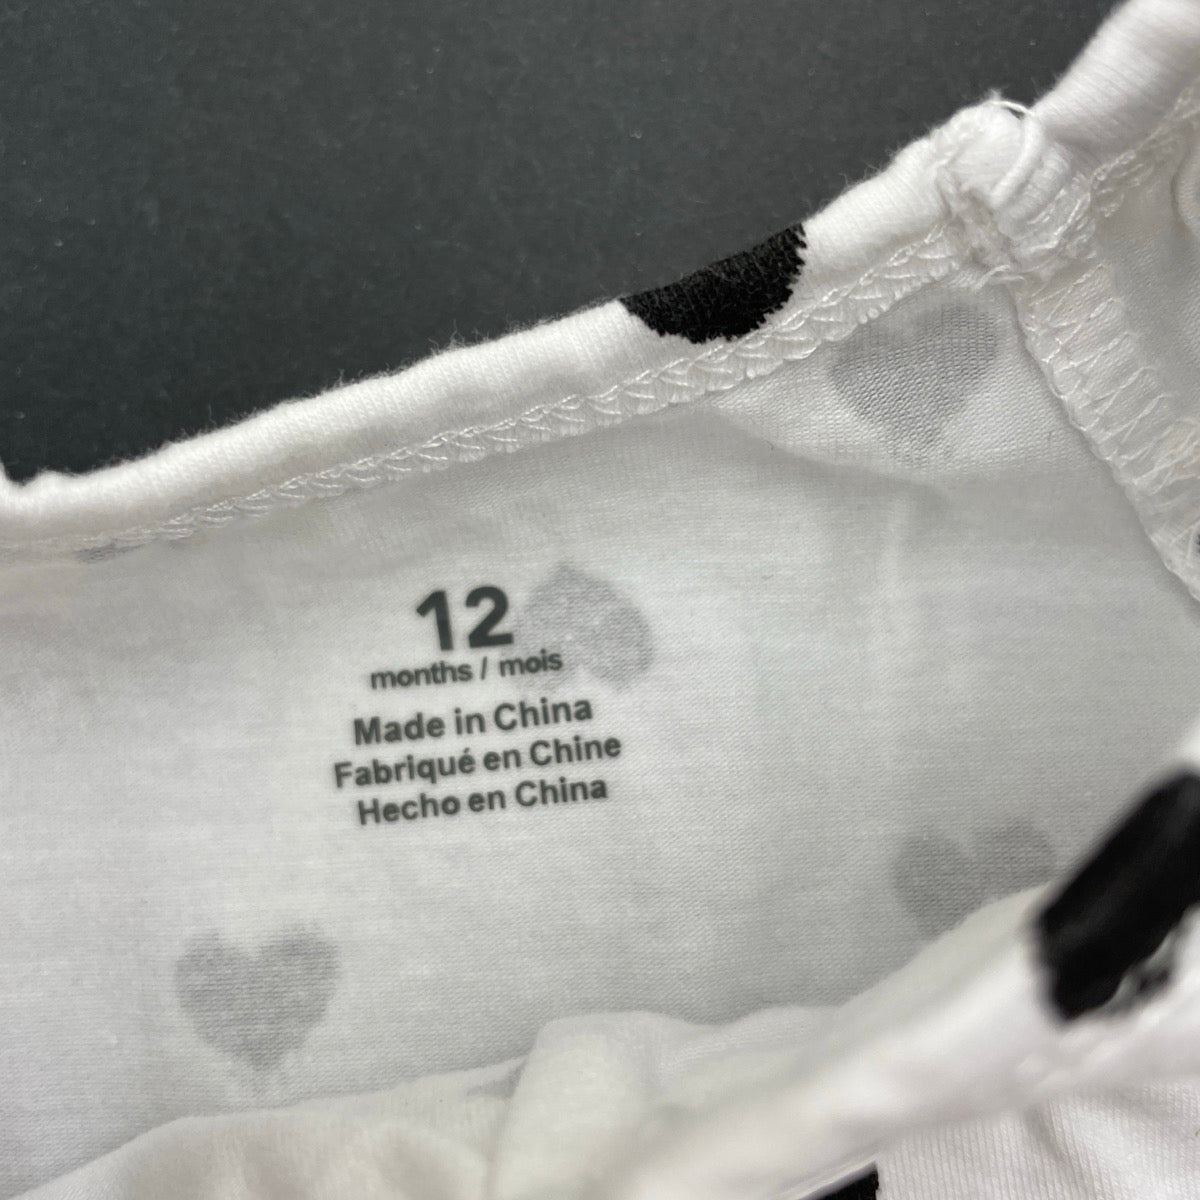 12
months / mois
Made in China
Fabriqué en Chine
Hecho en China